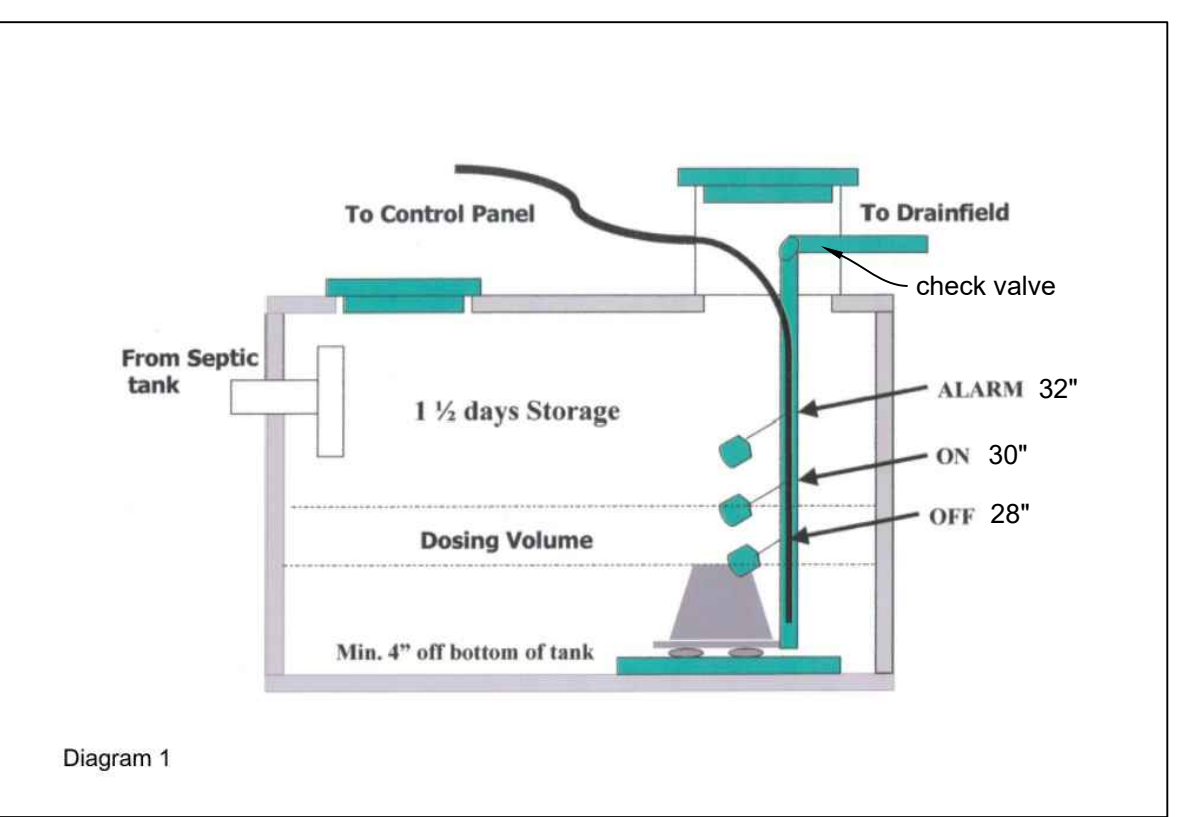 To Control Panel
To Drainfield
check valve
From Septic
tank
1 ½ days Storage
ALARM 32"
ON 30"
OFF 28"
Dosing Volume
Min. 4” off bottom of tank
Diagram 1